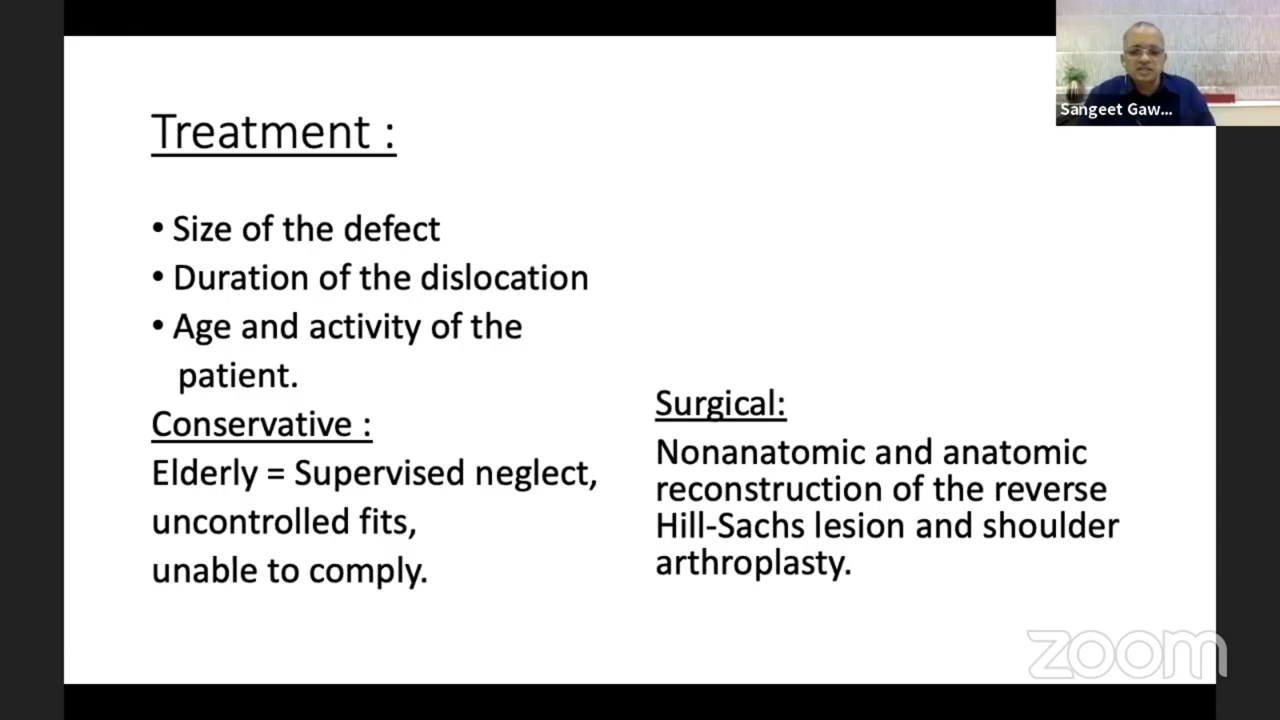 Sangeet Gaw...
Treatment :
• Size of the defect
• Duration of the dislocation
• Age and activity of the
patient.
Conservative :
Elderly = Supervised neglect,
uncontrolled fits,
unable to comply.
Surgical:
Nonanatomic and anatomic
reconstruction of the reverse
Hill-Sachs lesion and shoulder
arthroplasty.
zoom